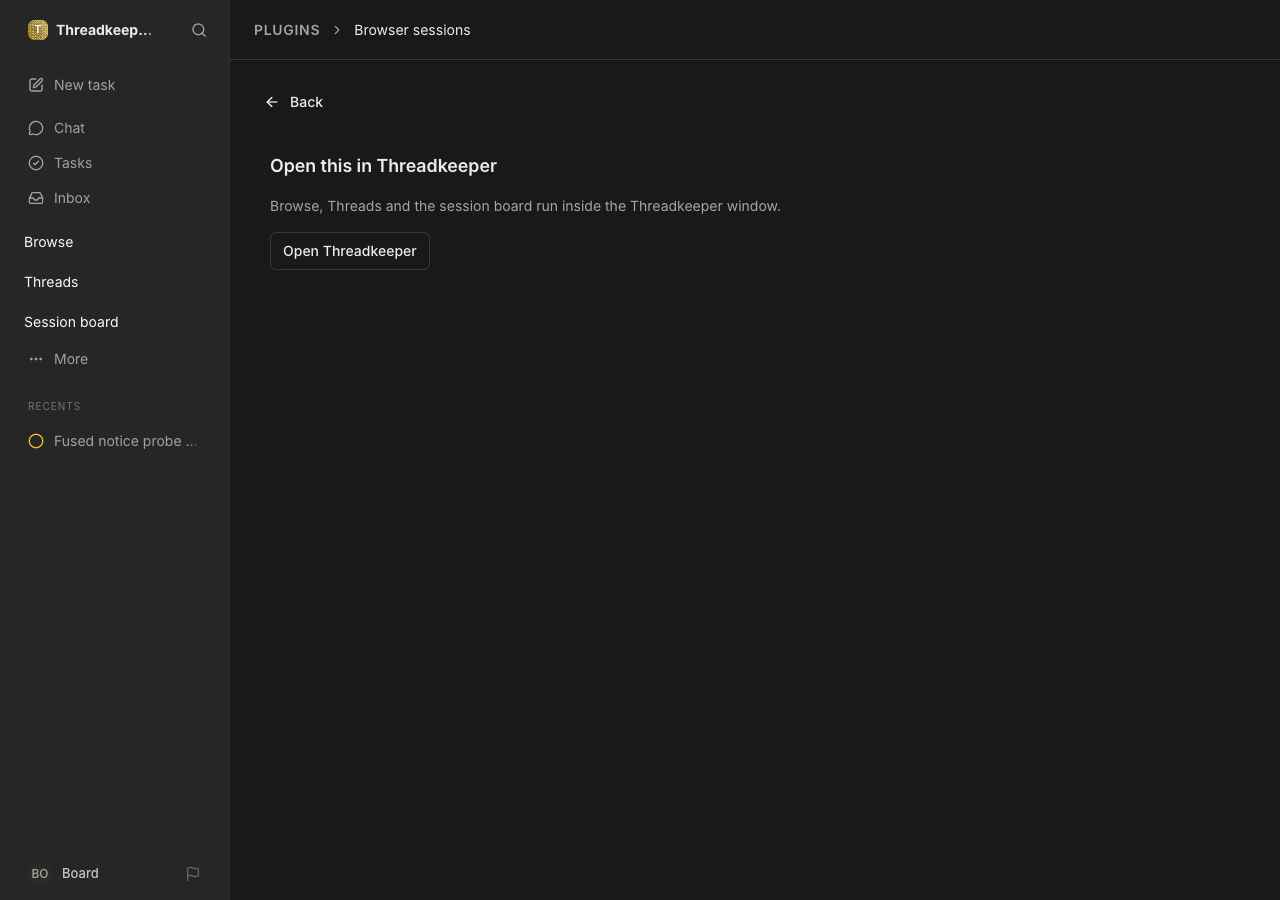 T Threadkeep...
PLUGINS > Browser sessions
New task
Back
Chat
Tasks
Inbox
Browse
Threads
Session board
More
RECENTS
Fused notice probe ...
Open this in Threadkeeper
Browse, Threads and the session board run inside the Threadkeeper window.
Open Threadkeeper
BO Board